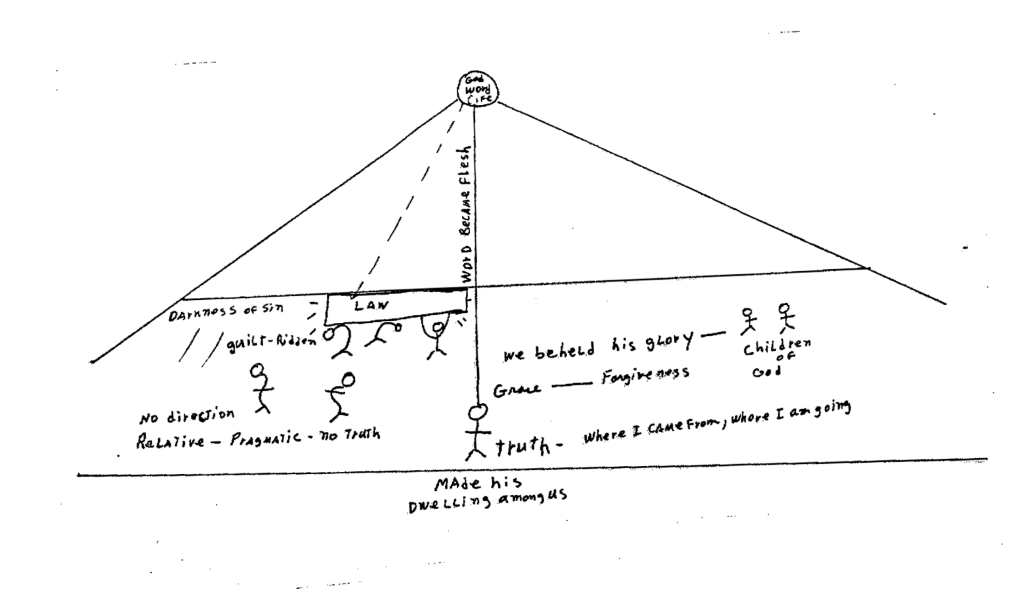 God
Word
Life
Word Became Flesh
Darkness of Sin
LAW
guilt-Ridden
we beheld his glory —
Children
of
God
Grace — Forgiveness
No direction
Relative - Pragmatic - no Truth
truth - where I came from, where I am going
Made his
Dwelling among us